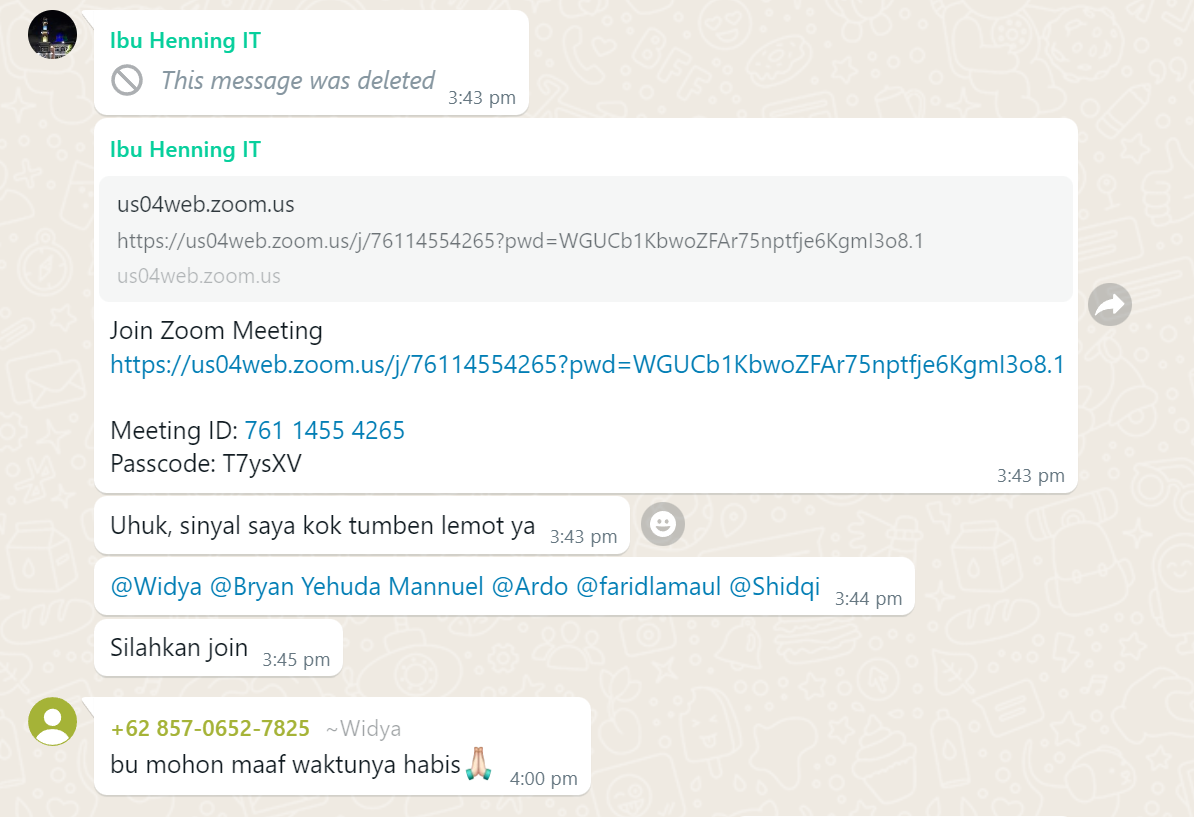 Ibu Henning IT
This message was deleted
3:43 pm
Ibu Henning IT
us04web.zoom.us
https://us04web.zoom.us/j/76114554265?pwd=WGUCb1KbwoZFAr75nptfje6KgmI3o8.1
us04web.zoom.us
Join Zoom Meeting
https://us04web.zoom.us/j/76114554265?pwd=WGUCb1KbwoZFAr75nptfje6KgmI3o8.1
Meeting ID: 761 1455 4265
Passcode: T7ysXV
3:43 pm
Uhuk, sinyal saya kok tumben lemot ya
3:43 pm
@Widya @Bryan Yehuda Mannuel @Ardo @faridlamaul @Shidqi
3:44 pm
Silahkan join
3:45 pm
+62 857-0652-7825 ~Widya
bu mohon maaf waktunya habis🙏🏻
4:00 pm